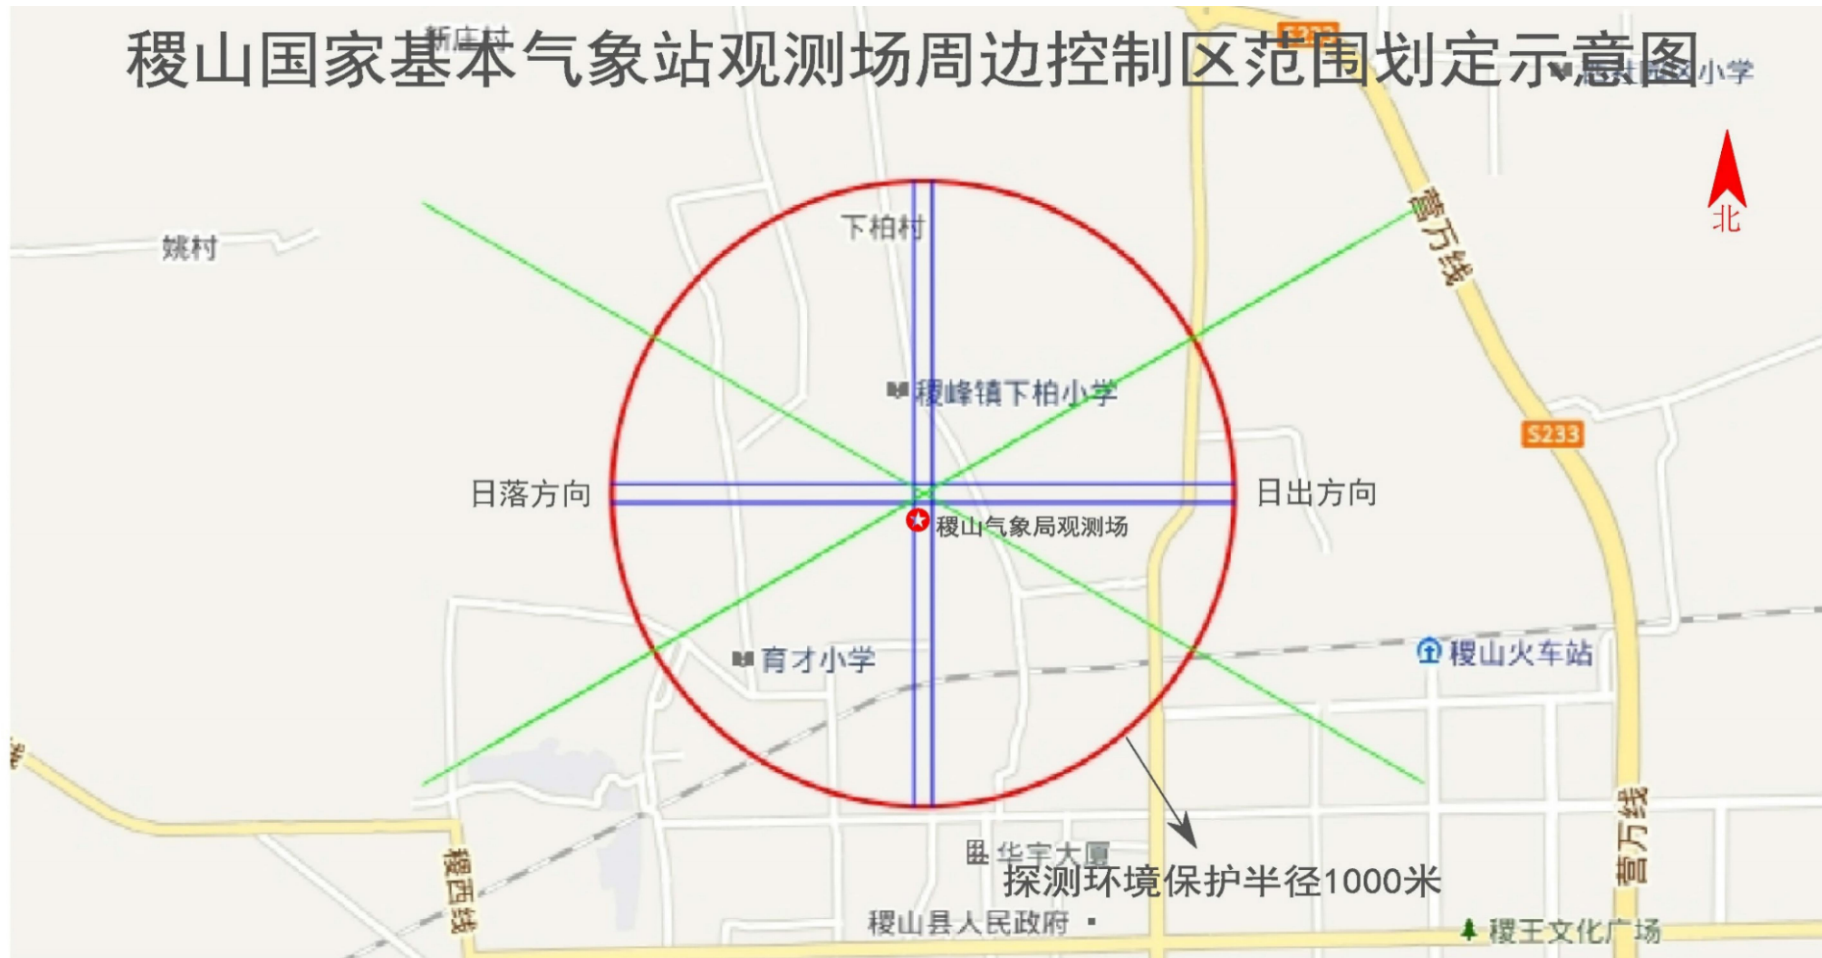 新庄村
稷山国家基本气象站观测场周边控制区范围划定示意图
小学
北
营万线
下柏村
姚村
稷峰镇下柏小学
S233
日落方向
日出方向
稷山气象局观测场
育才小学
稷山火车站
营万线
稷西线
华宇大厦
探测环境保护半径1000米
稷山县人民政府
稷王文化广场